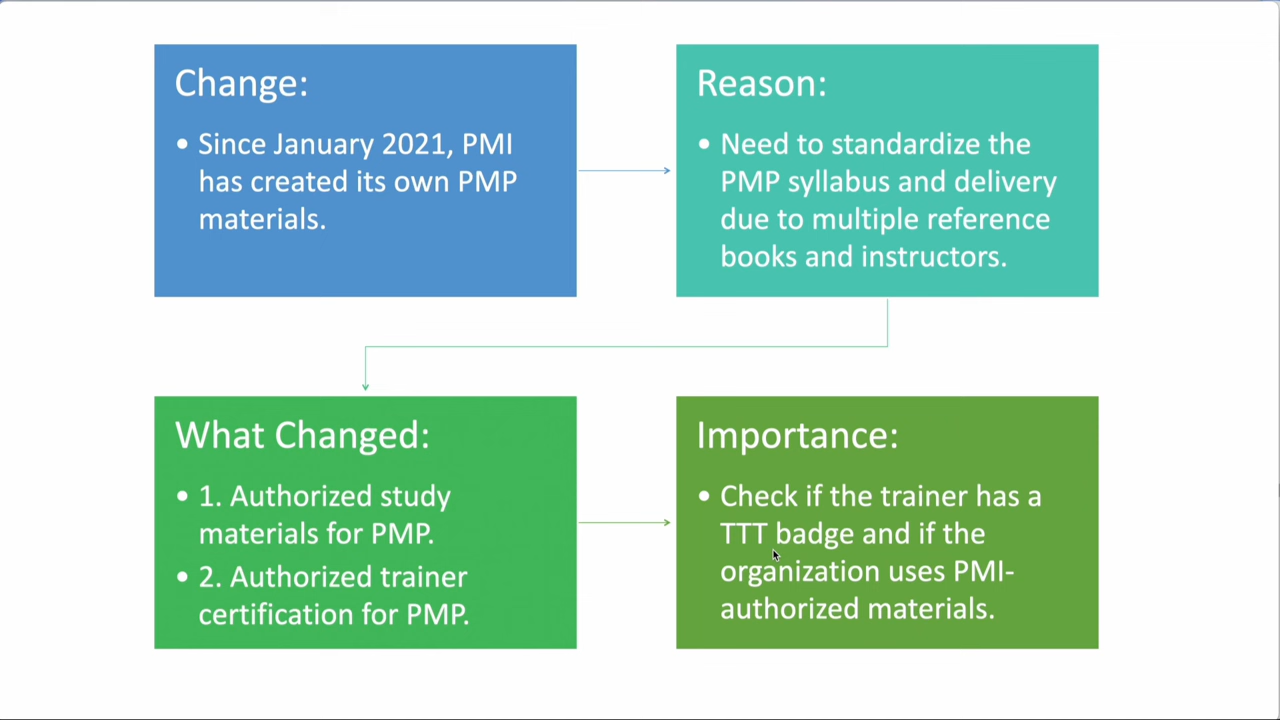 Change:
• Since January 2021, PMI
has created its own PMP
materials.
Reason:
• Need to standardize the
PMP syllabus and delivery
due to multiple reference
books and instructors.
What Changed:
• 1. Authorized study
materials for PMP.
• 2. Authorized trainer
certification for PMP.
Importance:
• Check if the trainer has a
TTT badge and if the
organization uses PMI-
authorized materials.